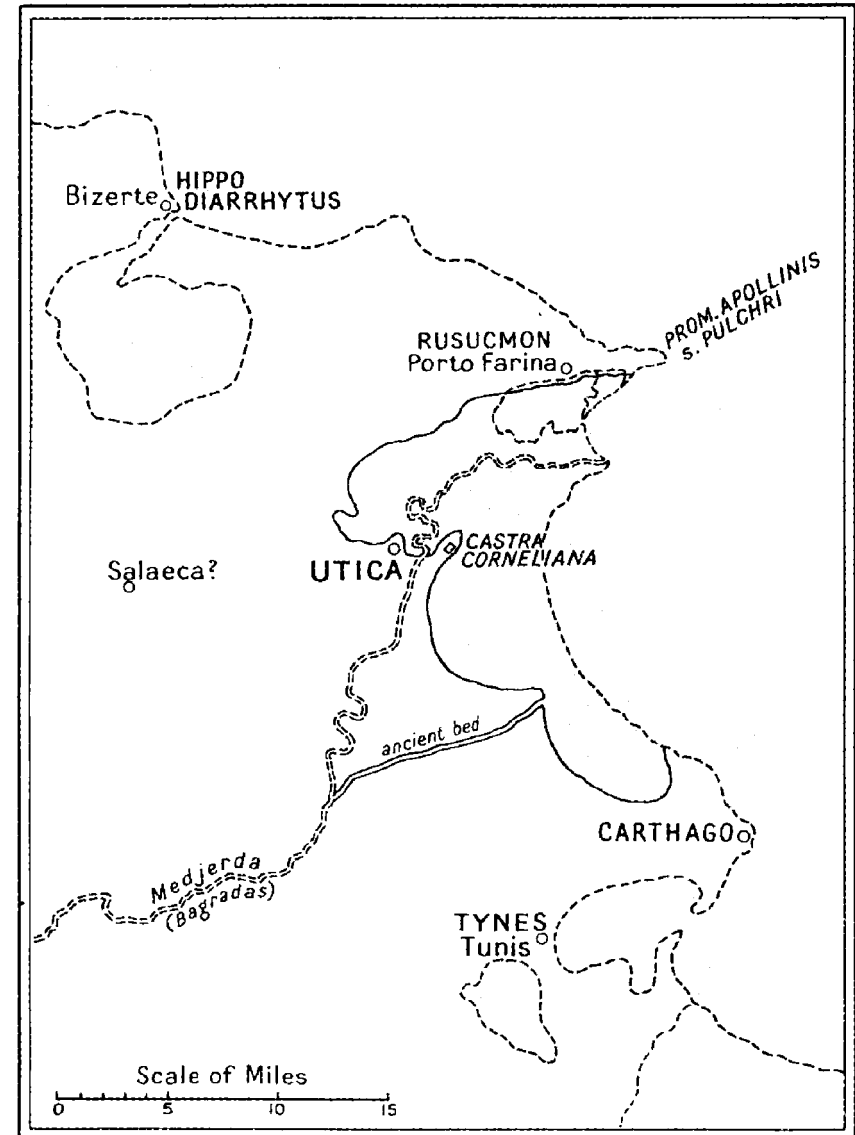 HIPPO
Bizerte DIARRHYTUS
PROM. APOLLINIS
s. PULCHRI
RUSUCMON
Porto Farina
UTICA
CASTRA
CORNELIANA
Salaeca?
ancient bed
CARTHAGO
Medjerda
(Bagradas)
TYNES
Tunis
Scale of Miles
0 5 10 15